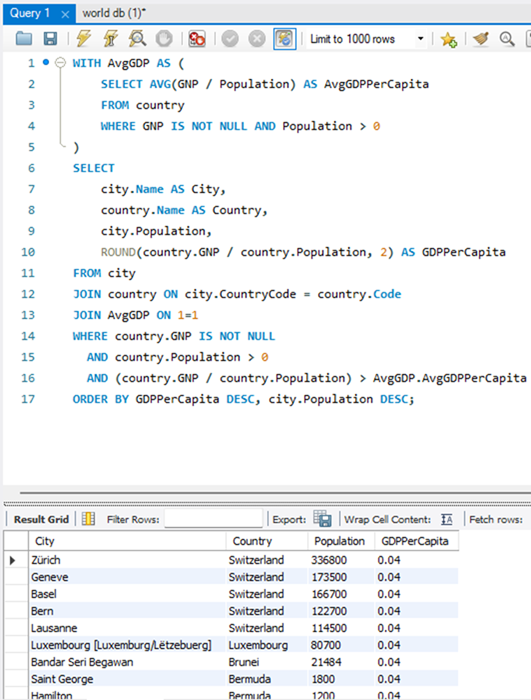 Query 1 × world db (1)*
Limit to 1000 rows
1 WITH AvgGDP AS (
2 SELECT AVG(GNP / Population) AS AvgGDPPerCapita
3 FROM country
4 WHERE GNP IS NOT NULL AND Population > 0
5 )
6 SELECT
7 city.Name AS City,
8 country.Name AS Country,
9 city.Population,
10 ROUND(country.GNP / country.Population, 2) AS GDPPerCapita
11 FROM city
12 JOIN country ON city.CountryCode = country.Code
13 JOIN AvgGDP ON 1=1
14 WHERE country.GNP IS NOT NULL
15 AND country.Population > 0
16 AND (country.GNP / country.Population) > AvgGDP.AvgGDPPerCapita
17 ORDER BY GDPPerCapita DESC, city.Population DESC;
Result Grid Filter Rows: Export: Wrap Cell Content: Fetch rows:
City Country Population GDPPerCapita
Zürich Switzerland 336800 0.04
Geneve Switzerland 173500 0.04
Basel Switzerland 166700 0.04
Bern Switzerland 122700 0.04
Lausanne Switzerland 114500 0.04
Luxembourg [Luxemburg/Lëtzebuerg] Luxembourg 80700 0.04
Bandar Seri Begawan Brunei 21484 0.04
Saint George Bermuda 1800 0.04
Hamilton Bermuda 1200 0.04